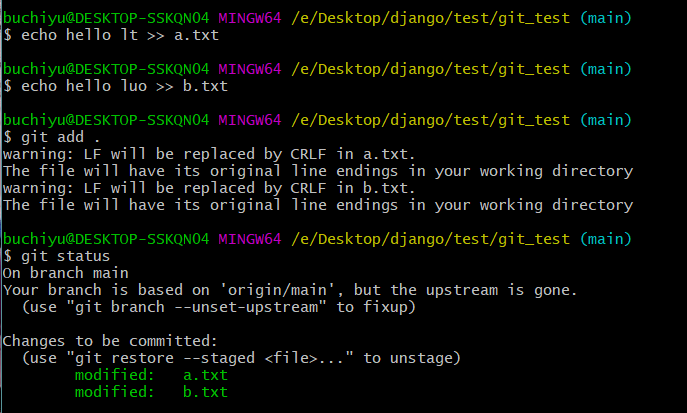 buchiyu@DESKTOP-SSKQNO4 MINGW64 /e/Desktop/django/test/git_test (main)
$ echo hello lt >> a.txt
buchiyu@DESKTOP-SSKQNO4 MINGW64 /e/Desktop/django/test/git_test (main)
$ echo hello luo >> b.txt
buchiyu@DESKTOP-SSKQNO4 MINGW64 /e/Desktop/django/test/git_test (main)
$ git add .
warning: LF will be replaced by CRLF in a.txt.
The file will have its original line endings in your working directory
warning: LF will be replaced by CRLF in b.txt.
The file will have its original line endings in your working directory
buchiyu@DESKTOP-SSKQNO4 MINGW64 /e/Desktop/django/test/git_test (main)
$ git status
On branch main
Your branch is based on 'origin/main', but the upstream is gone.
  (use "git branch --unset-upstream" to fixup)
Changes to be committed:
  (use "git restore --staged <file>..." to unstage)
        modified:   a.txt
        modified:   b.txt